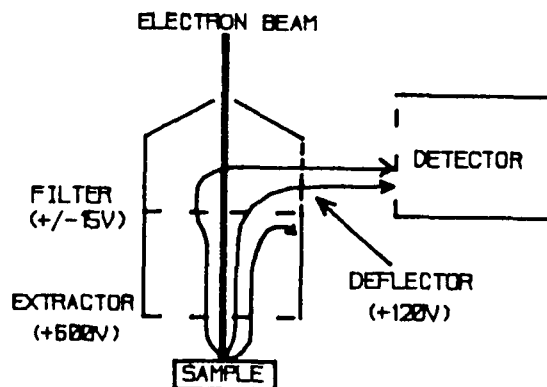 ELECTRON BEAM
DETECTOR
FILTER
(+/-15V)
DEFLECTOR
(+120V)
EXTRACTOR
(+600V)
SAMPLE